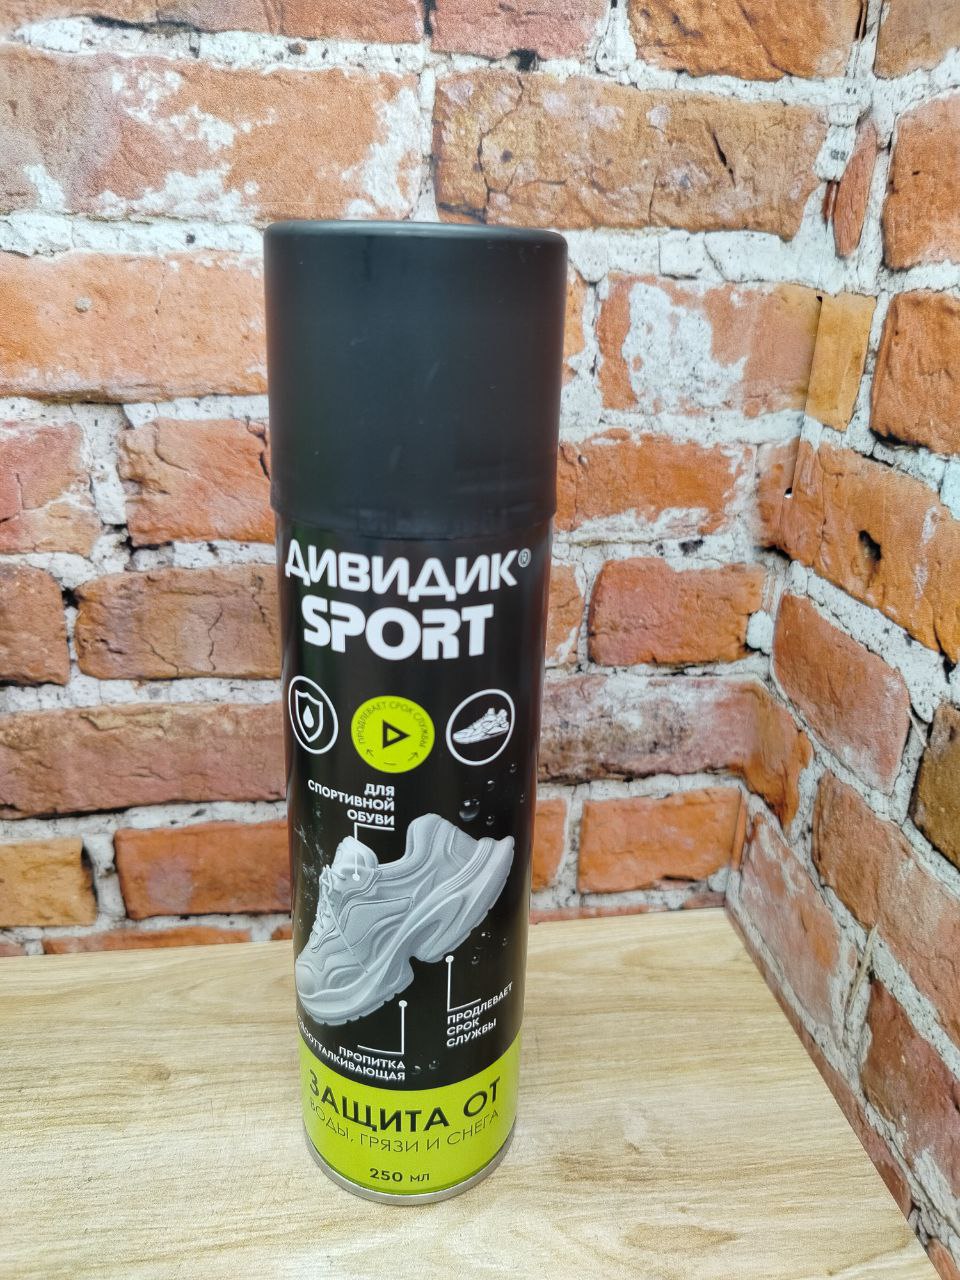 ДИВИДИК®
SPORT
ПРОДЛЕВАЕТ СРОК СЛУЖБЫ
ДЛЯ
СПОРТИВНОЙ
ОБУВИ
ПРОДЛЕВАЕТ
СРОК
СЛУЖБЫ
ПРОПИТКА
ЗАЩИТА ОТ
ВОДЫ, ГРЯЗИ И СНЕГА
250 мл